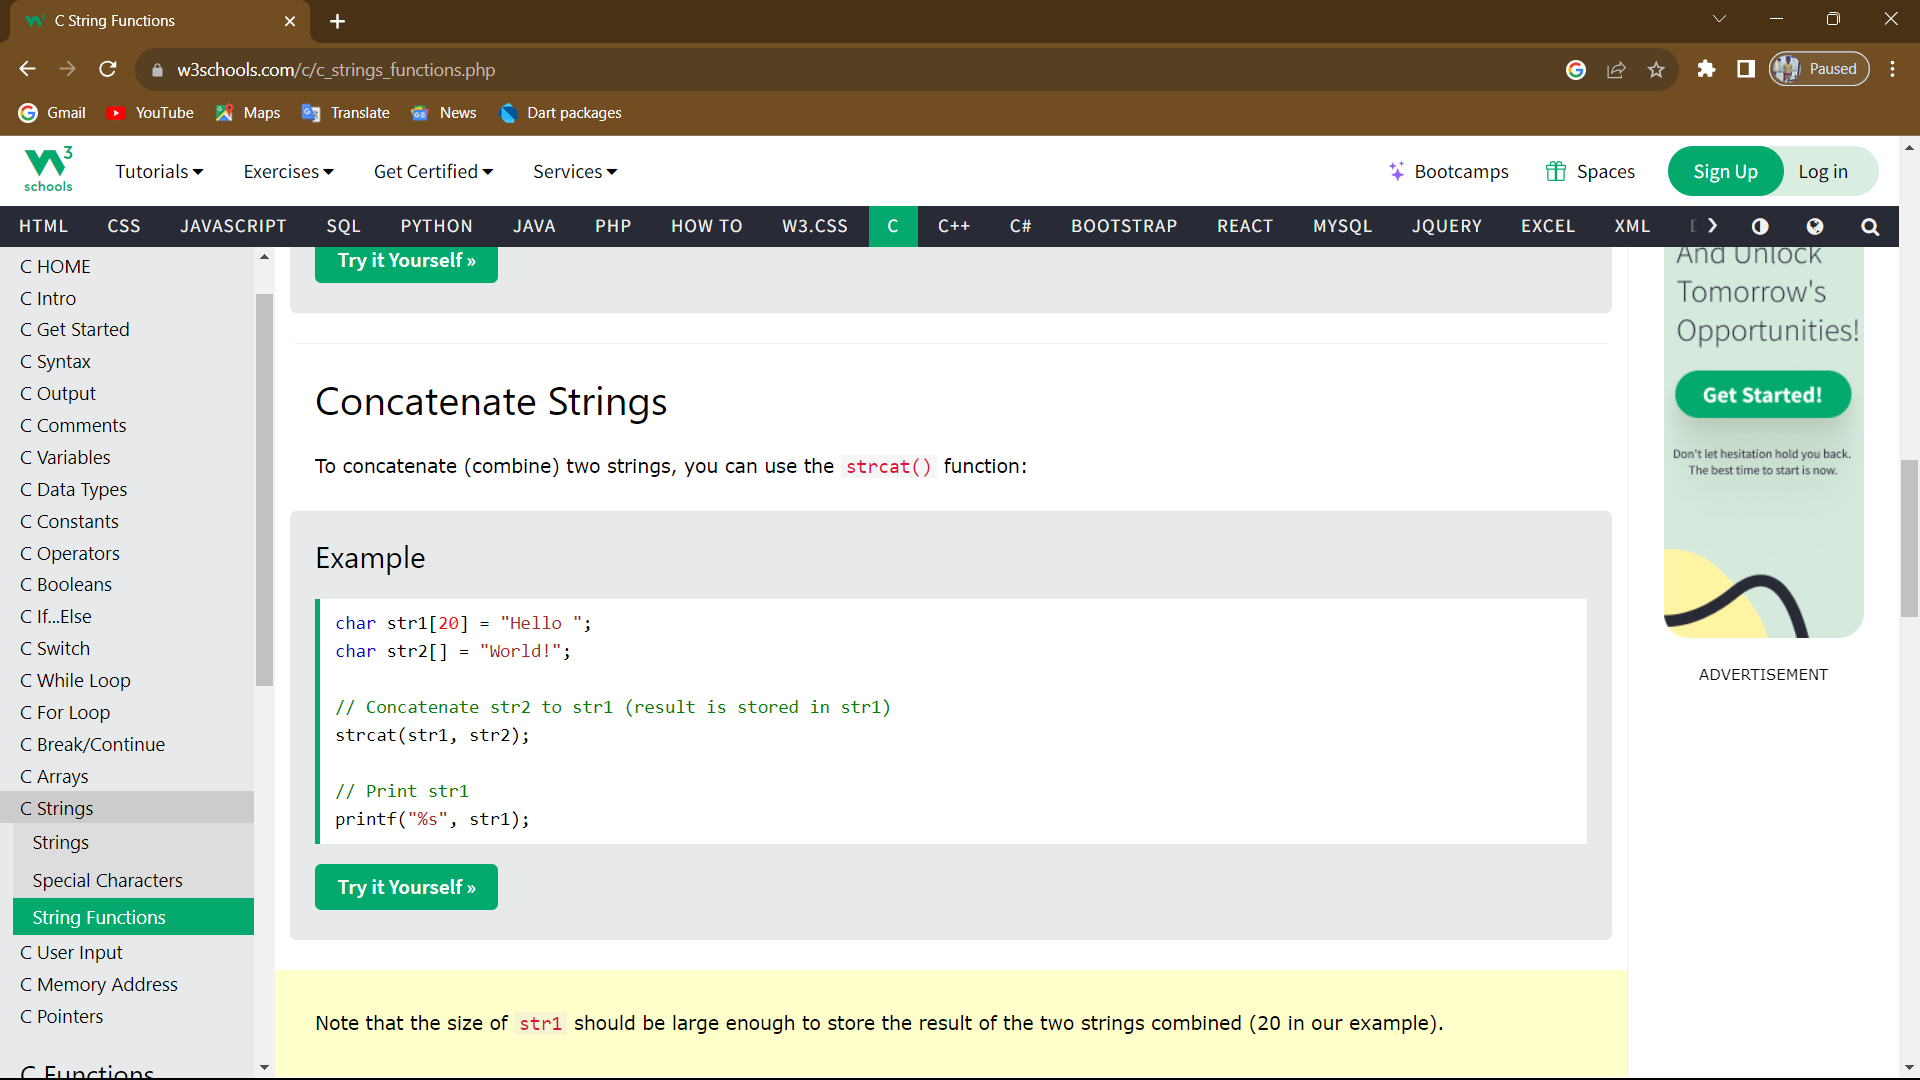 C String Functions
w3schools.com/c/c_strings_functions.php
Paused
Gmail YouTube Maps Translate News Dart packages
3
schools
Tutorials Exercises Get Certified Services
Bootcamps Spaces Sign Up Log in
HTML CSS JAVASCRIPT SQL PYTHON JAVA PHP HOW TO W3.CSS C C++ C# BOOTSTRAP REACT MYSQL JQUERY EXCEL XML
C HOME
C Intro
C Get Started
C Syntax
C Output
C Comments
C Variables
C Data Types
C Constants
C Operators
C Booleans
C If...Else
C Switch
C While Loop
C For Loop
C Break/Continue
C Arrays
C Strings
Strings
Special Characters
String Functions
C User Input
C Memory Address
C Pointers
C Functions
Try it Yourself »
Concatenate Strings
To concatenate (combine) two strings, you can use the strcat() function:
Example
char str1[20] = "Hello ";
char str2[] = "World!";
// Concatenate str2 to str1 (result is stored in str1)
strcat(str1, str2);
// Print str1
printf("%s", str1);
Try it Yourself »
Note that the size of str1 should be large enough to store the result of the two strings combined (20 in our example).
And Unlock
Tomorrow's
Opportunities!
Get Started!
Don't let hesitation hold you back.
The best time to start is now.
ADVERTISEMENT